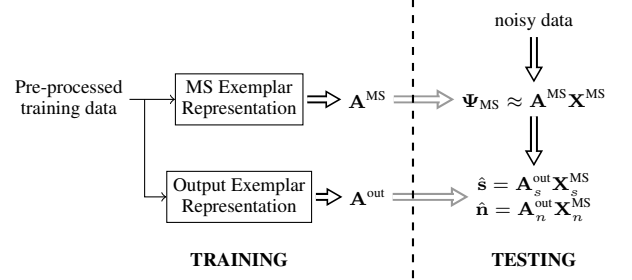 noisy data
Pre-processed
training data
MS Exemplar
Representation
A^MS
Ψ_MS ≈ A^MS X^MS
Output Exemplar
Representation
A^out
ŝ = A_s^out X_s^MS
n̂ = A_n^out X_n^MS
TRAINING
TESTING